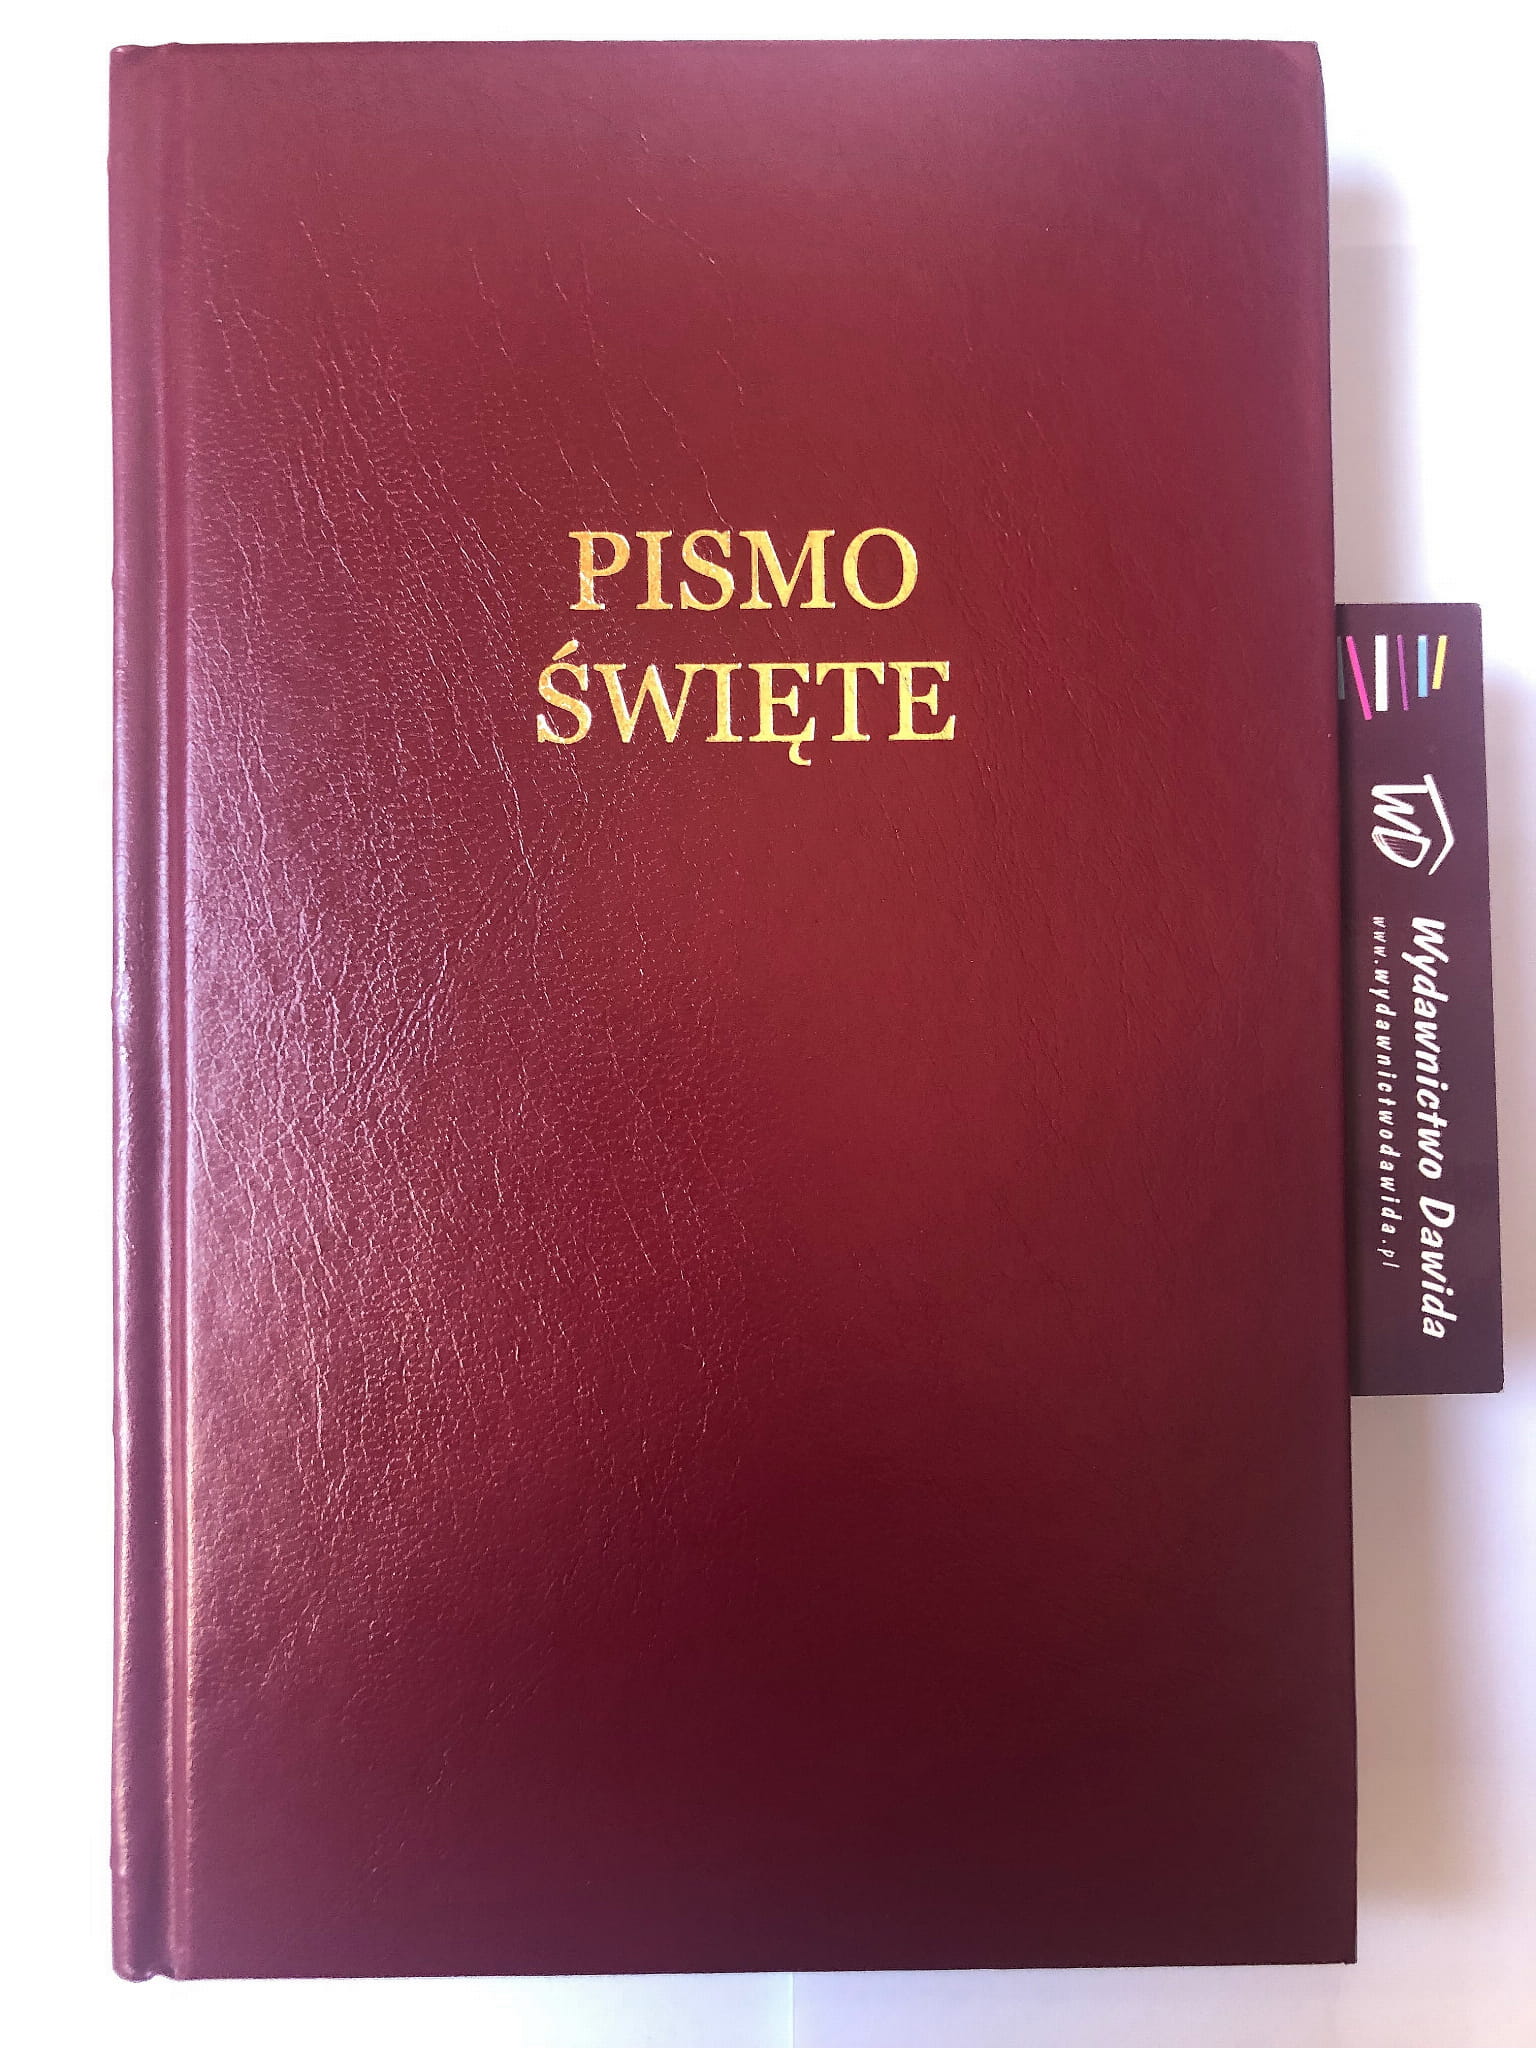 PISMO
ŚWIĘTE
WD
Wydawnictwo Dawida
www.wydawnictwodawida.pl